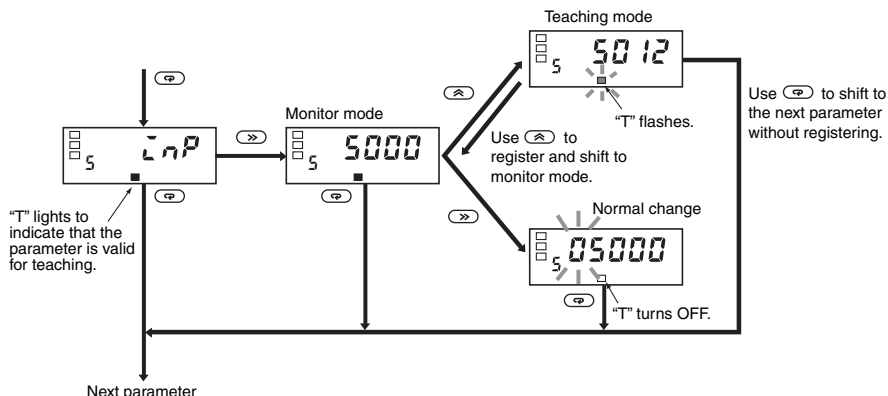 Teaching mode
S 5012
"T" flashes.
Use to shift to
the next parameter
without registering.
Monitor mode
S inP
S 5000
Use to
register and shift to
monitor mode.
"T" lights to
indicate that the
parameter is valid
for teaching.
Normal change
S 05000
"T" turns OFF.
Next parameter